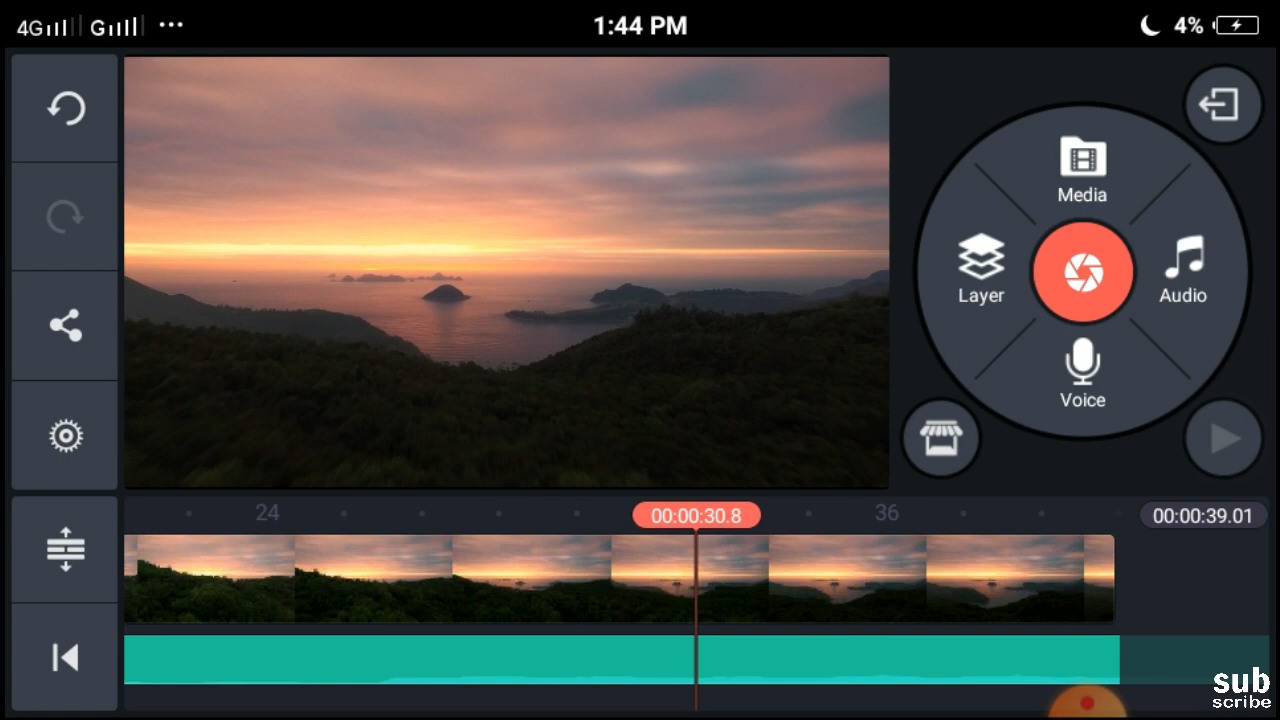 4G G ••• 1:44 PM 4%
Media
Layer
Audio
Voice
24
00:00:30.8
36
00:00:39.01
sub
scribe